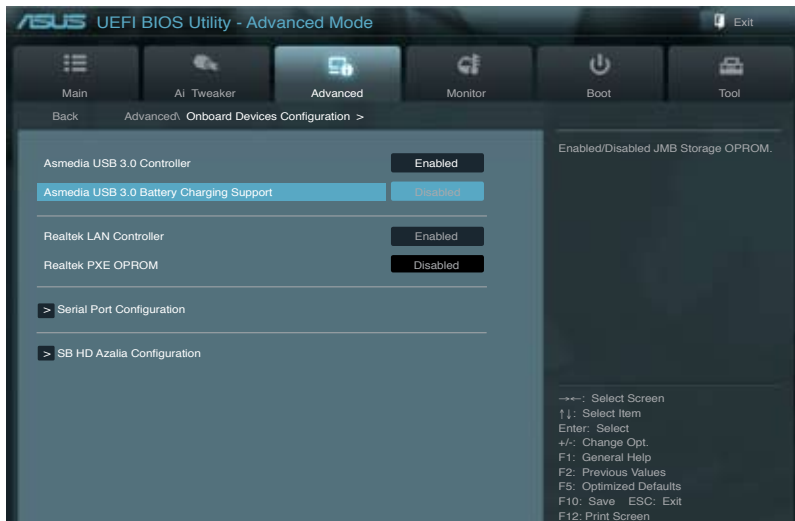 ASUS UEFI BIOS Utility - Advanced Mode
Exit
Main
Ai Tweaker
Advanced
Monitor
Boot
Tool
Back Advanced\ Onboard Devices Configuration >
Asmedia USB 3.0 Controller Enabled
Asmedia USB 3.0 Battery Charging Support Disabled
Realtek LAN Controller Enabled
Realtek PXE OPROM Disabled
> Serial Port Configuration
> SB HD Azalia Configuration
Enabled/Disabled JMB Storage OPROM.
→←: Select Screen
↑↓: Select Item
Enter: Select
+/-: Change Opt.
F1: General Help
F2: Previous Values
F5: Optimized Defaults
F10: Save ESC: Exit
F12: Print Screen